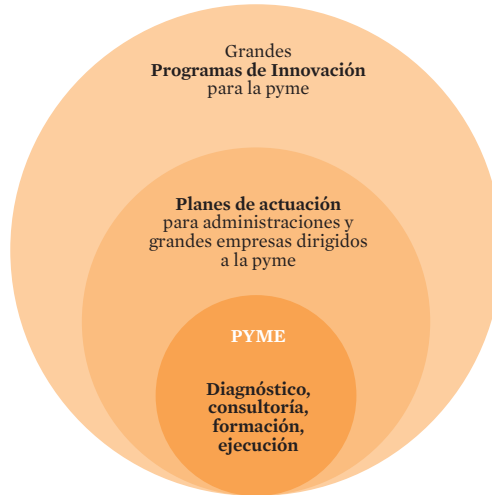 Grandes
Programas de Innovación
para la pyme
Planes de actuación
para administraciones y
grandes empresas dirigidos
a la pyme
PYME
Diagnóstico,
consultoría,
formación,
ejecución